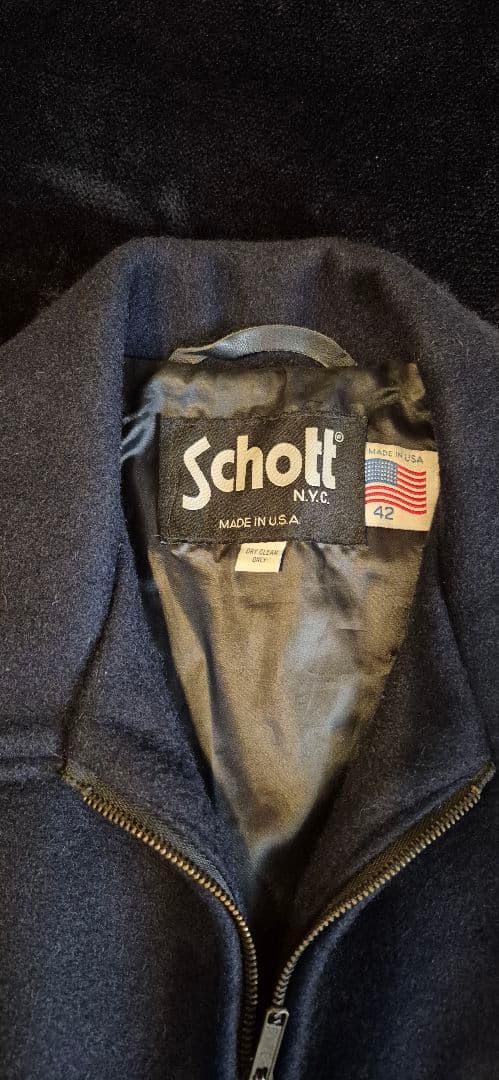 Schott®
N.Y.C.
MADE IN U.S.A.
MADE IN USA
42
DRY CLEAN
ONLY